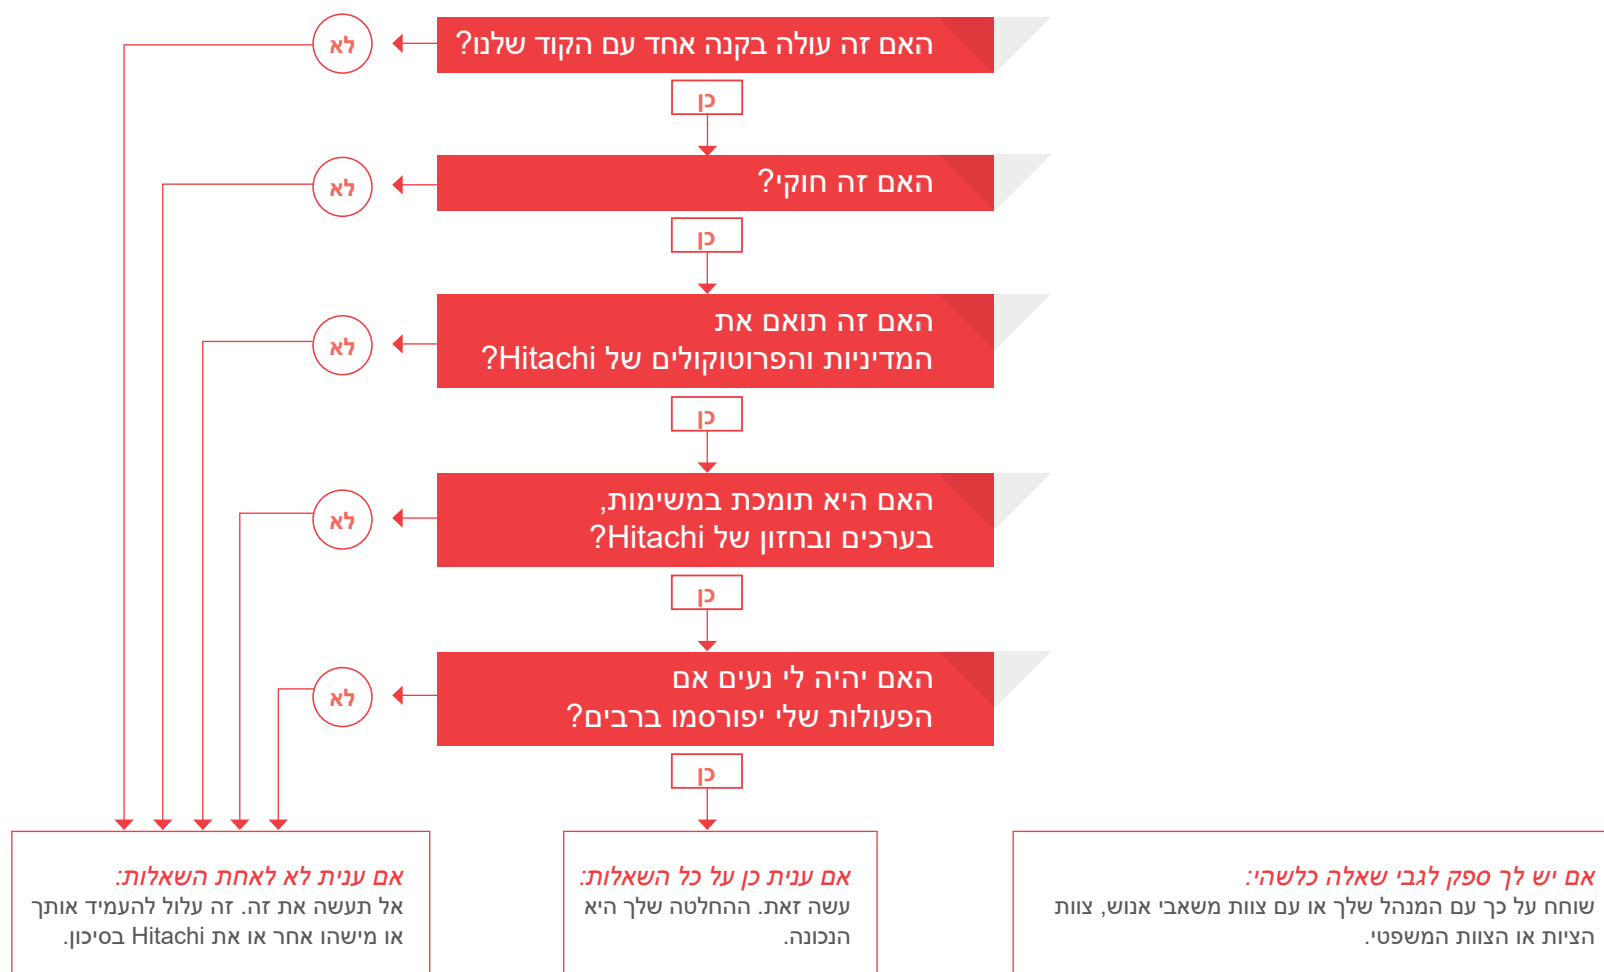 האם זה עולה בקנה אחד עם הקוד שלנו?
לא
כן
האם זה חוקי?
לא
כן
האם זה תואם את
המדיניות והפרוטוקולים של Hitachi?
לא
כן
האם היא תומכת במשימות,
בערכים ובחזון של Hitachi?
לא
כן
האם יהיה לי נעים אם
הפעולות שלי יפורסמו ברבים?
לא
כן
אם יש לך ספק לגבי שאלה כלשהי:
שוחח על כך עם המנהל שלך או עם צוות משאבי אנוש, צוות
הציות או הצוות המשפטי.
אם ענית כן על כל השאלות:
עשה זאת. ההחלטה שלך היא
הנכונה.
אם ענית לא לאחת השאלות:
אל תעשה את זה. זה עלול להעמיד אותך
או מישהו אחר או את Hitachi בסיכון.